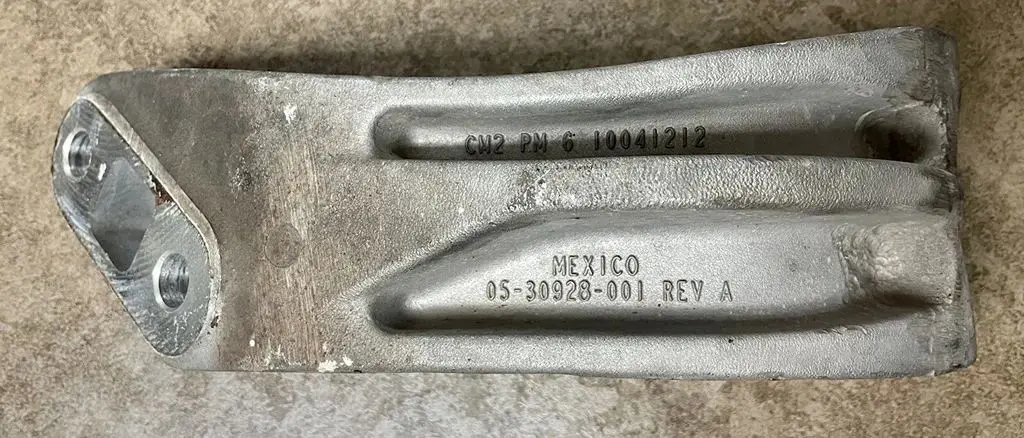 CM2 PM 6 10041212
MEXICO
05-30928-001 REV A